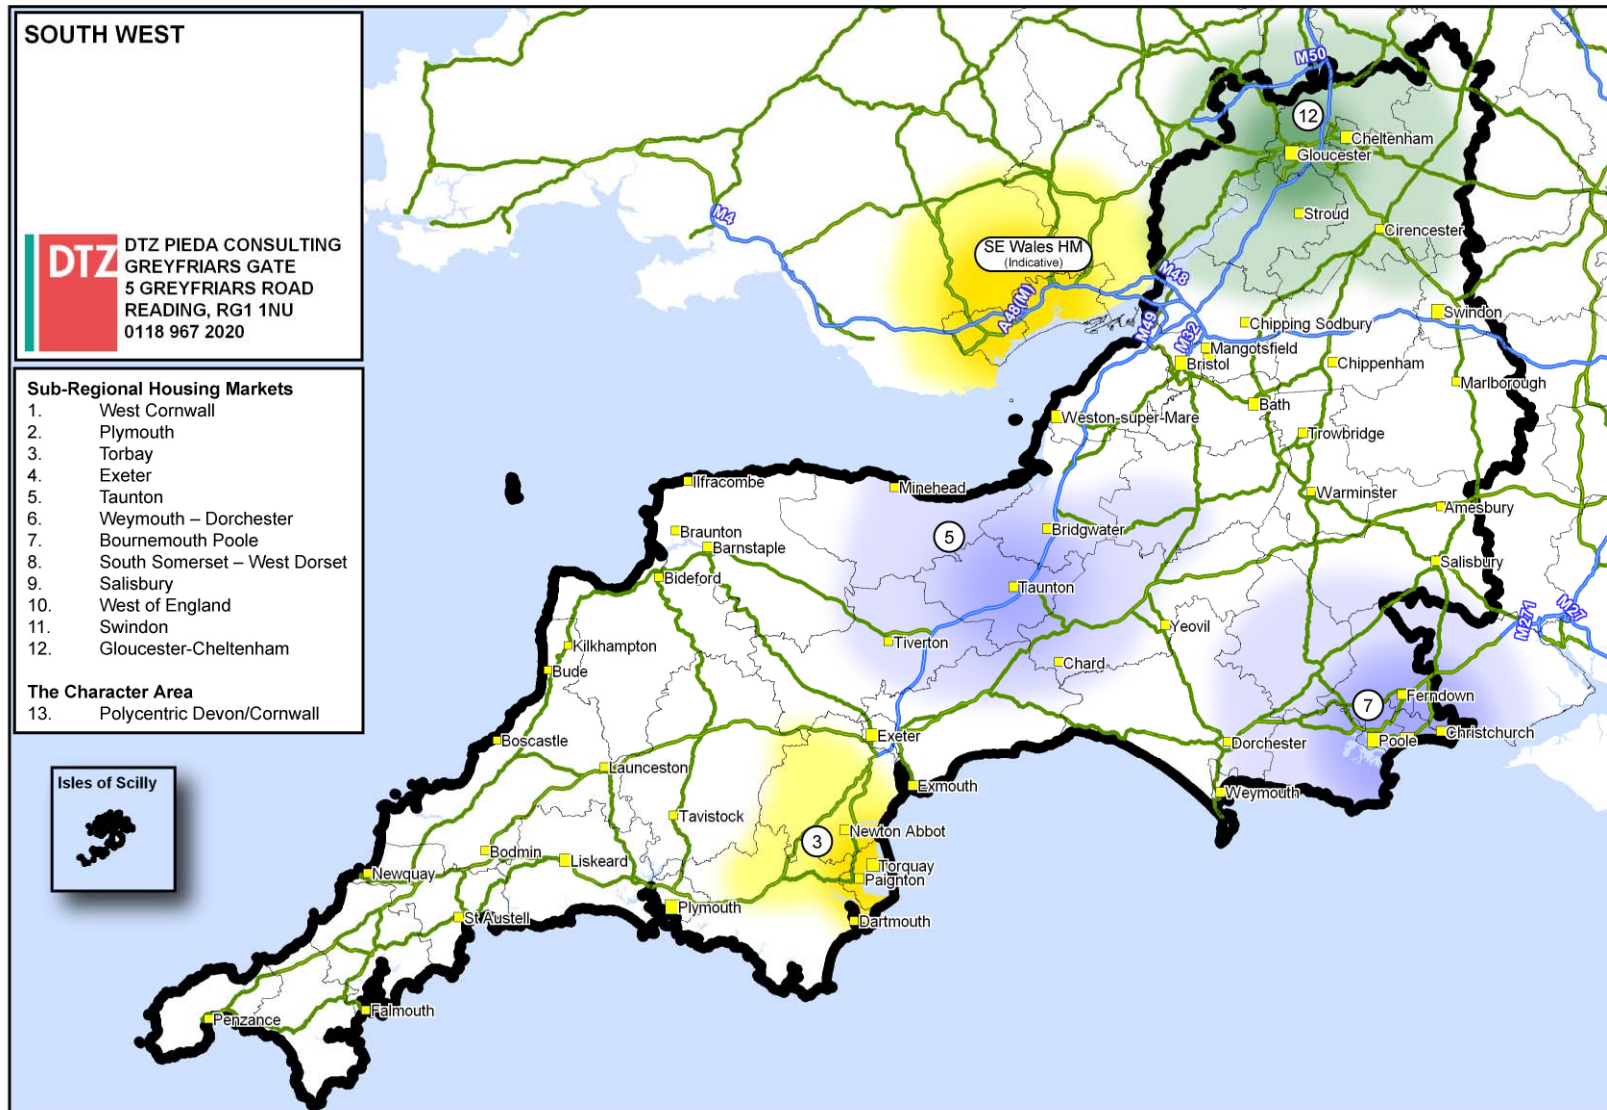 SOUTH WEST
DTZ
DTZ PIEDA CONSULTING
GREYFRIARS GATE
5 GREYFRIARS ROAD
READING, RG1 1NU
0118 967 2020
Sub-Regional Housing Markets
1. West Cornwall
2. Plymouth
3. Torbay
4. Exeter
5. Taunton
6. Weymouth – Dorchester
7. Bournemouth Poole
8. South Somerset – West Dorset
9. Salisbury
10. West of England
11. Swindon
12. Gloucester-Cheltenham
The Character Area
13. Polycentric Devon/Cornwall
Isles of Scilly
M50
12
Cheltenham
Gloucester
Stroud
Cirencester
M4
SE Wales HM
(Indicative)
M48
A48(M)
M49
M32
Swindon
Chipping Sodbury
Mangotsfield
Bristol
Chippenham
Marlborough
Bath
Weston-super-Mare
Trowbridge
Ilfracombe
Minehead
Warminster
Amesbury
Braunton
Barnstaple
5
Bridgwater
Bideford
Taunton
Salisbury
M271
M27
Yeovil
Kilkhampton
Tiverton
Chard
Bude
Ferndown
7
Boscastle
Exeter
Dorchester
Poole
Christchurch
Launceston
Exmouth
Weymouth
Tavistock
Newton Abbot
3
Bodmin
Liskeard
Torquay
Newquay
Paignton
Plymouth
St Austell
Dartmouth
Falmouth
Penzance